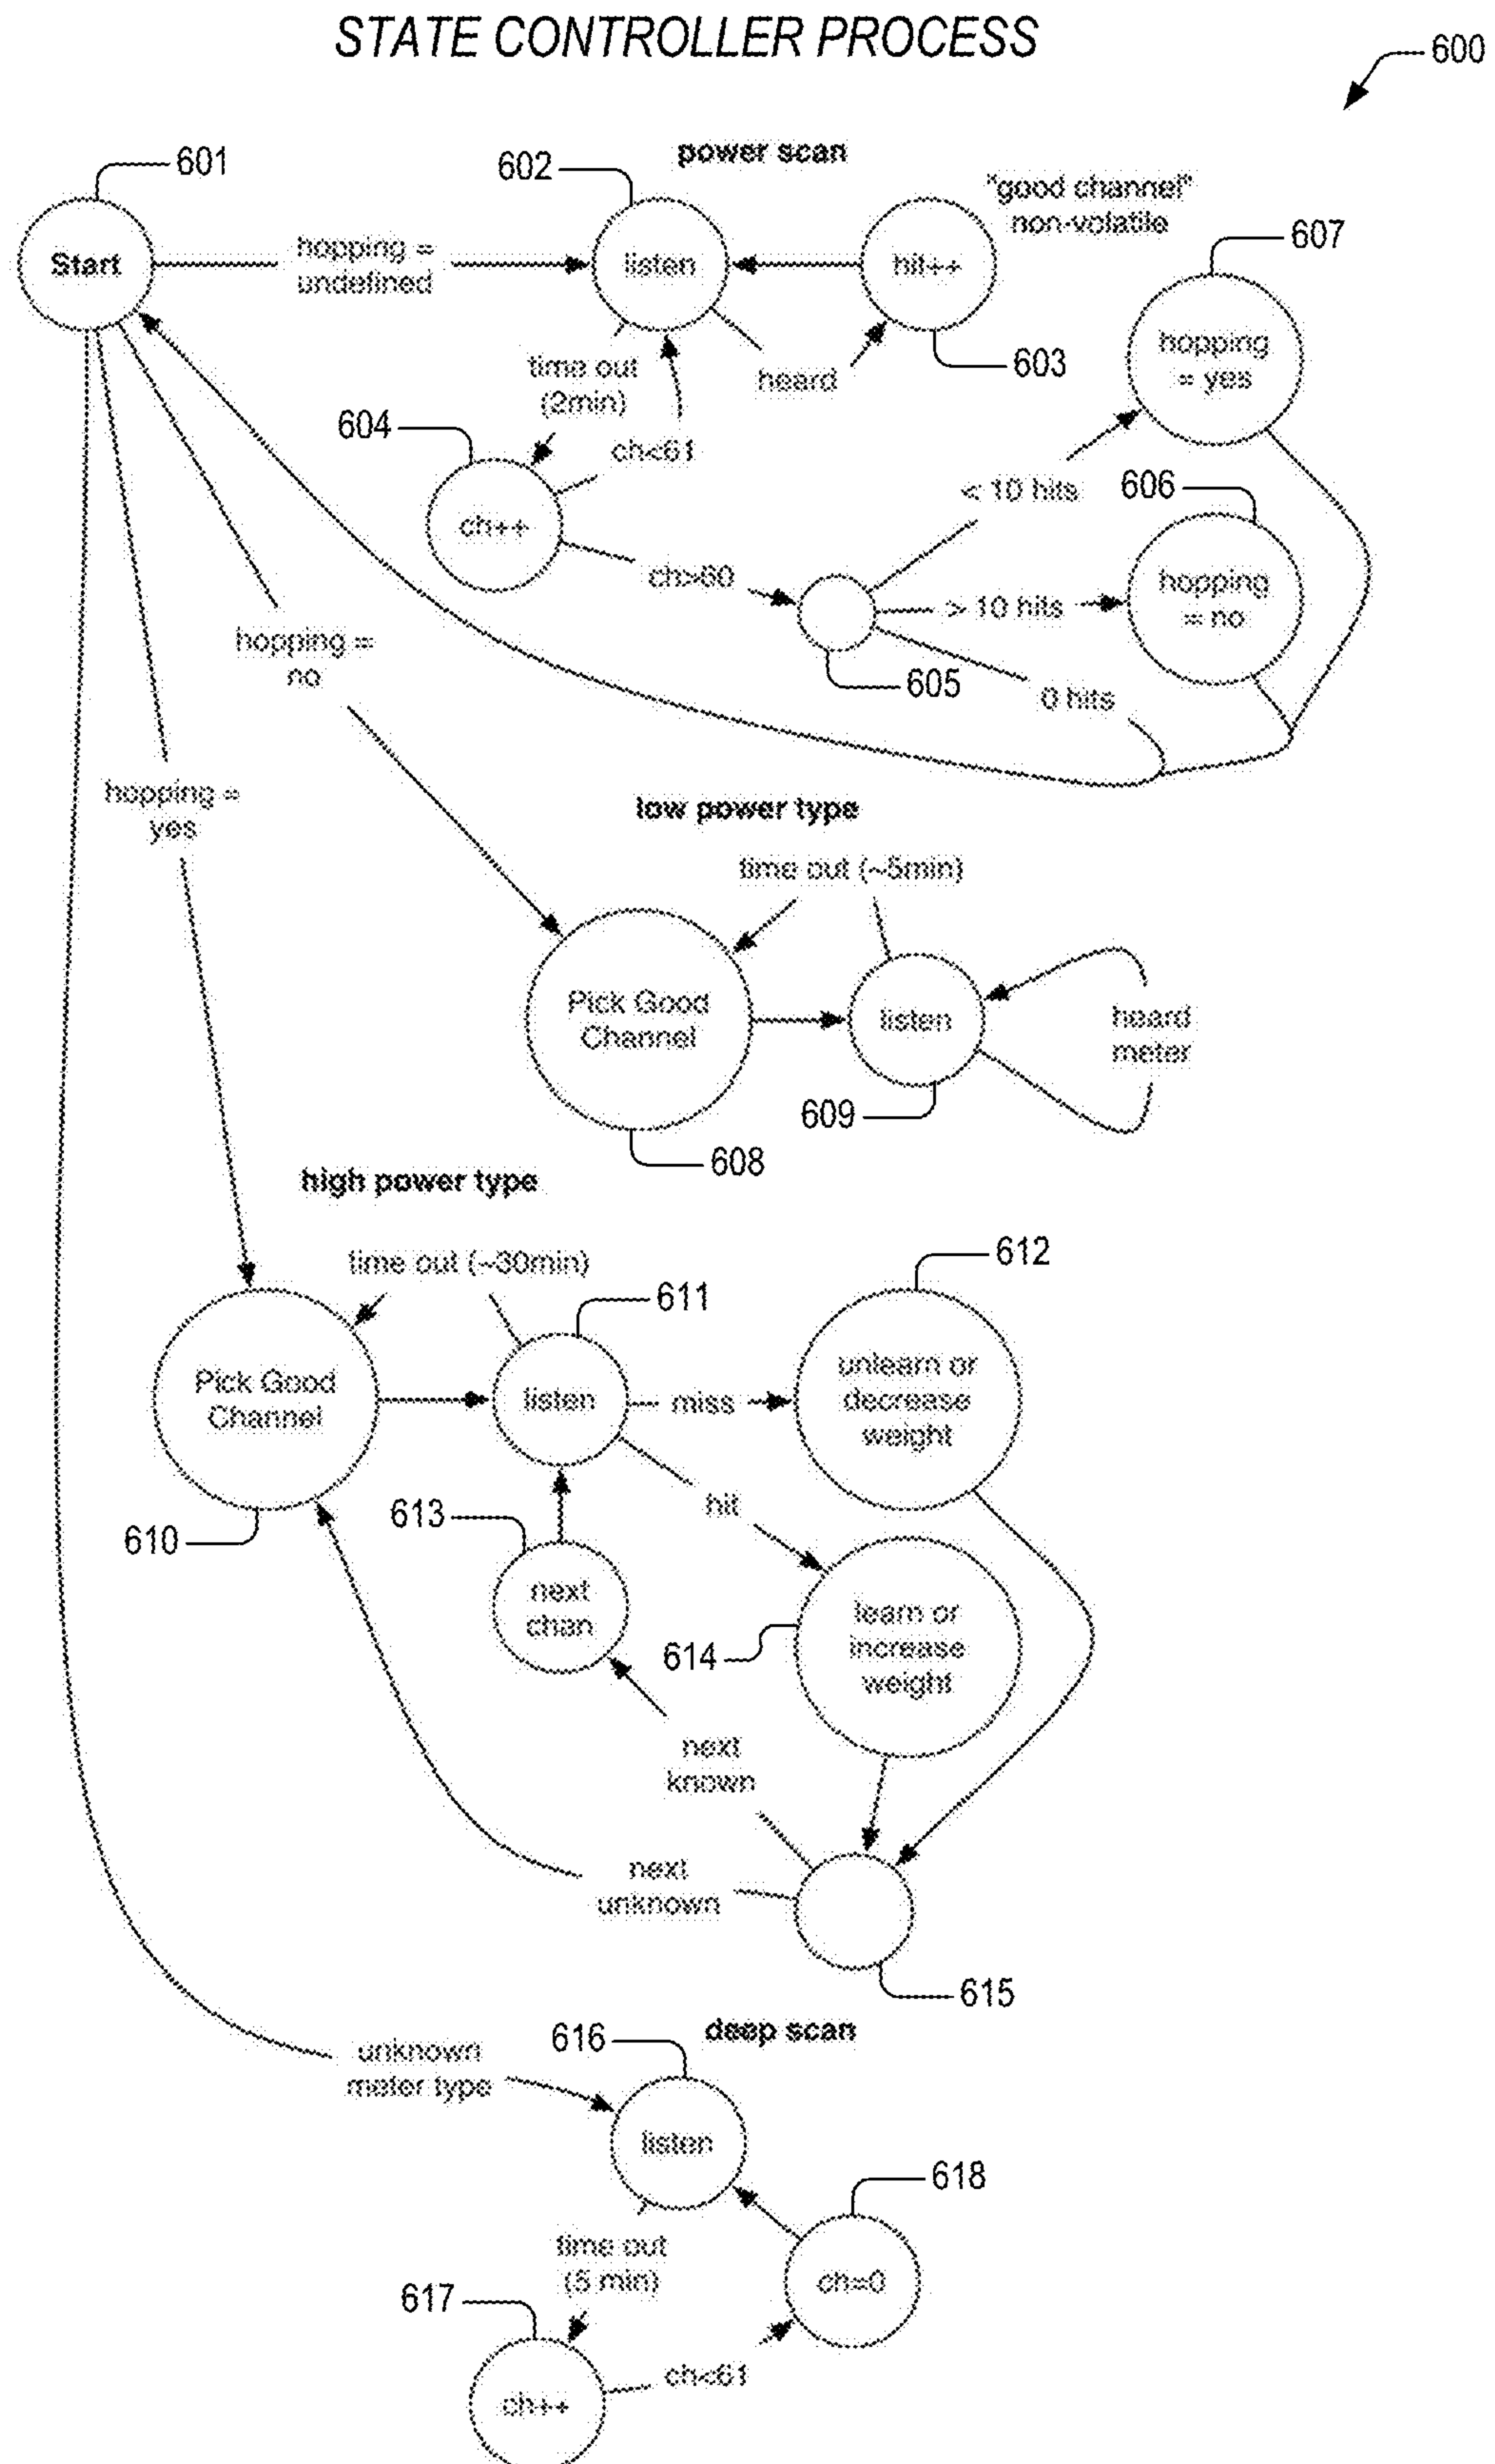 STATE CONTROLLER PROCESS
600
601
602
power scan
"good channel"
non-volatile
607
Start
hopping =
undefined
listen
hit++
603
hopping
= yes
time out
(2min)
heard
604
ch<61
< 10 hits
606
ch++
ch>60
> 10 hits
hopping
= no
605
0 hits
hopping =
no
hopping =
yes
low power type
time out (~5min)
Pick Good
Channel
listen
heard
meter
609
608
high power type
time out (~30min)
611
612
Pick Good
Channel
listen
miss
unlearn or
decrease
weight
hit
613
610
next
chan
614
learn or
increase
weight
next
known
next
unknown
615
616
deep scan
unknown
meter type
listen
618
time out
(5 min)
ch=0
617
ch<61
ch++